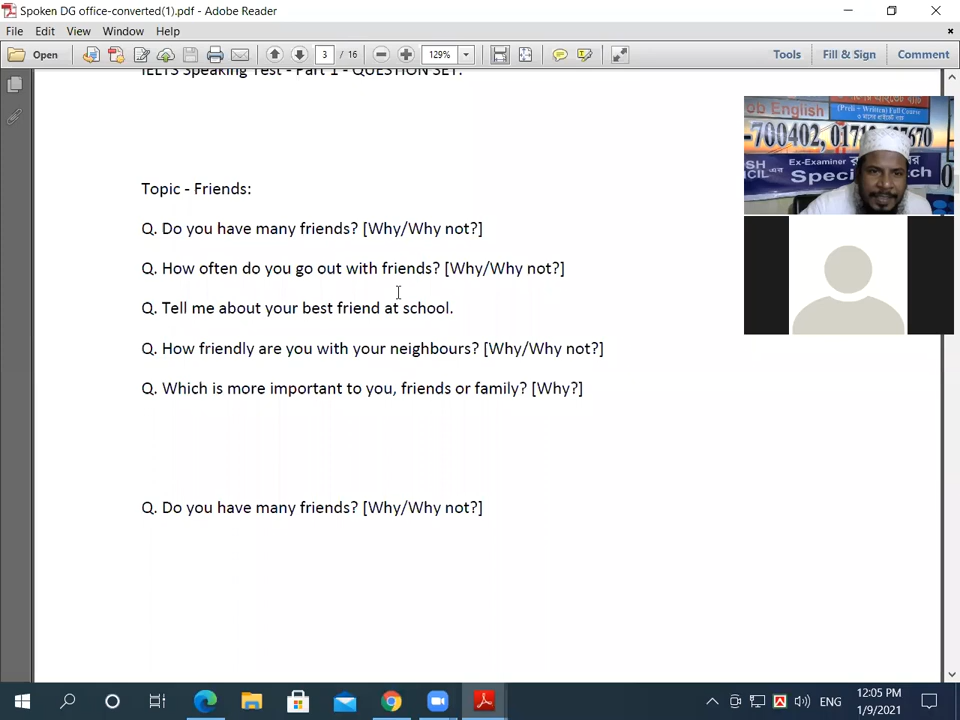 Spoken DG office-converted(1).pdf - Adobe Reader
File Edit View Window Help
Open 3 / 16 129% Tools Fill & Sign Comment
IELTS Speaking Test - Part 1 - QUESTION SET:
Topic - Friends:
Q. Do you have many friends? [Why/Why not?]
Q. How often do you go out with friends? [Why/Why not?]
Q. Tell me about your best friend at school.
Q. How friendly are you with your neighbours? [Why/Why not?]
Q. Which is more important to you, friends or family? [Why?]
Q. Do you have many friends? [Why/Why not?]
ob English
(Preli + Written) Full Course
-700402,
Ex-Examiner
Speci
ENG
12:05 PM
1/9/2021